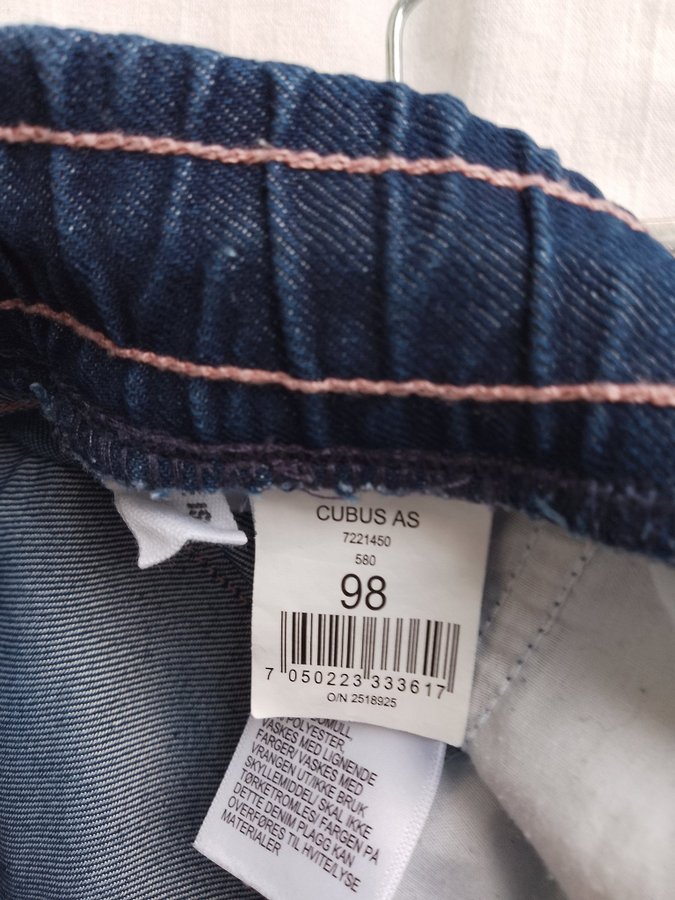 CUBUS AS
7221450
580
98
7 050223 333617
O/N 2518925
POLYESTER
VASKES MED LIGNENDE
FARGER/ VASKES MED
VRANGEN UT/IKKE BRUK
SKYLLEMIDDEL/ SKAL IKKE
TØRKETROMLES/ FARGEN PÅ
DETTE DENIM PLAGG KAN
OVERFØRES TIL HVITE/LYSE
MATERIALER